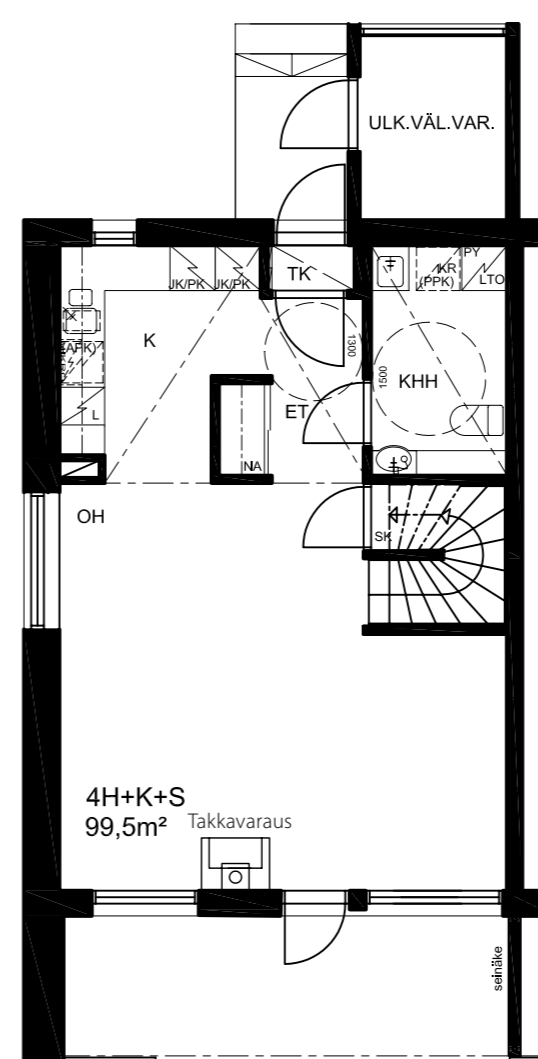 ULK.VÄL.VAR.
TK
PY
JK/PK
JK/PK
KR
(PPK)
LTO
K
(APK)
1300
1500
KHH
L
ET
NA
OH
SK
4H+K+S
99,5m²
Takkavaraus
seinäke